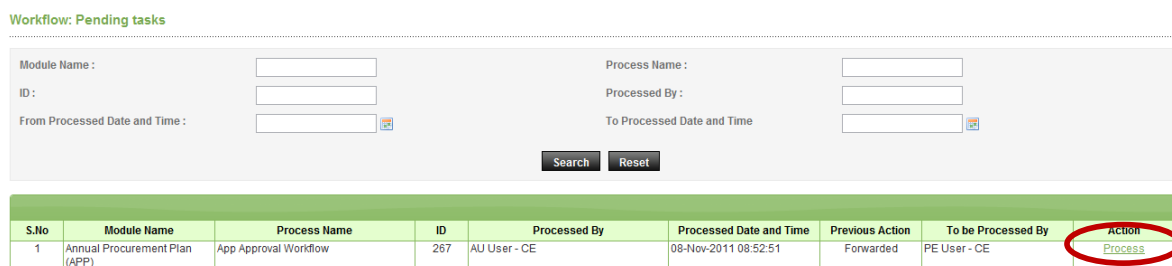 Workflow: Pending tasks
Module Name : Process Name :
ID : Processed By :
From Processed Date and Time : To Processed Date and Time
Search Reset
S.No Module Name Process Name ID Processed By Processed Date and Time Previous Action To be Processed By Action
1 Annual Procurement Plan App Approval Workflow 267 AU User - CE 08-Nov-2011 08:52:51 Forwarded PE User - CE Process
(APP)